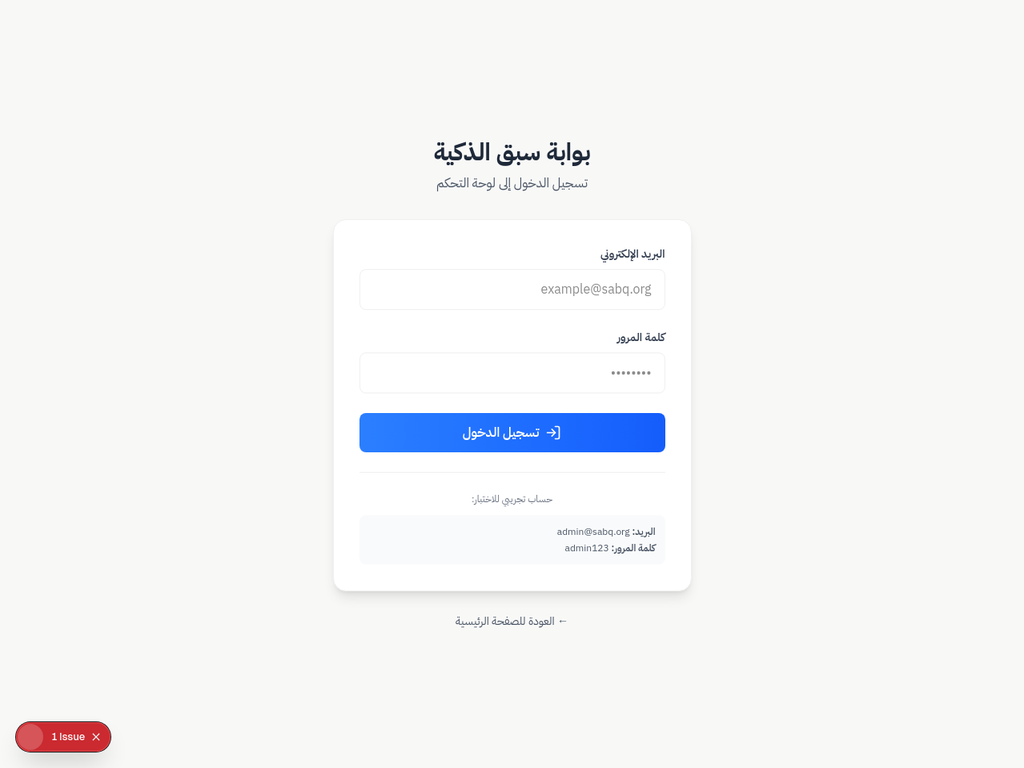 بوابة سبق الذكية
تسجيل الدخول إلى لوحة التحكم
البريد الإلكتروني
example@sabq.org
كلمة المرور
••••••••
تسجيل الدخول
حساب تجريبي للاختبار:
البريد: admin@sabq.org
كلمة المرور: admin123
← العودة للصفحة الرئيسية
1 Issue